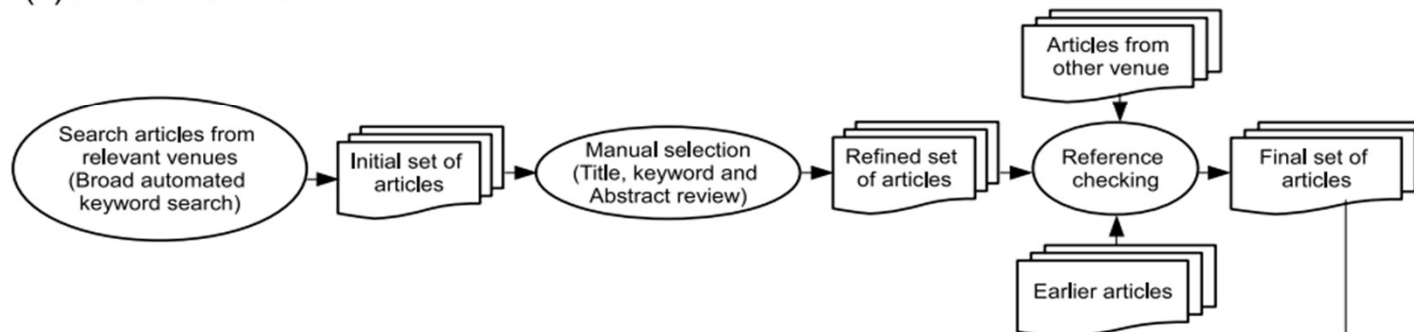 Search articles from
relevant venues
(Broad automated
keyword search)
Initial set of
articles
Manual selection
(Title, keyword and
Abstract review)
Refined set
of articles
Articles from
other venue
Reference
checking
Earlier articles
Final set of
articles